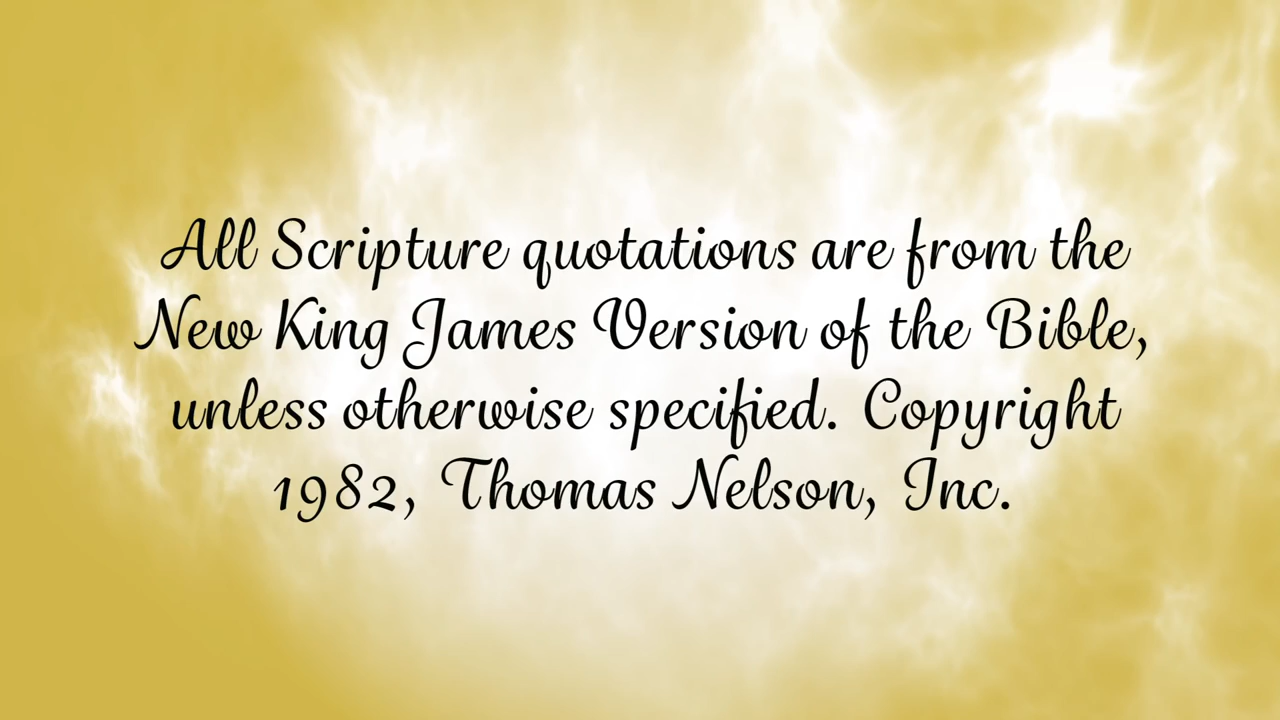 All Scripture quotations are from the
New King James Version of the Bible,
unless otherwise specified. Copyright
1982, Thomas Nelson, Inc.